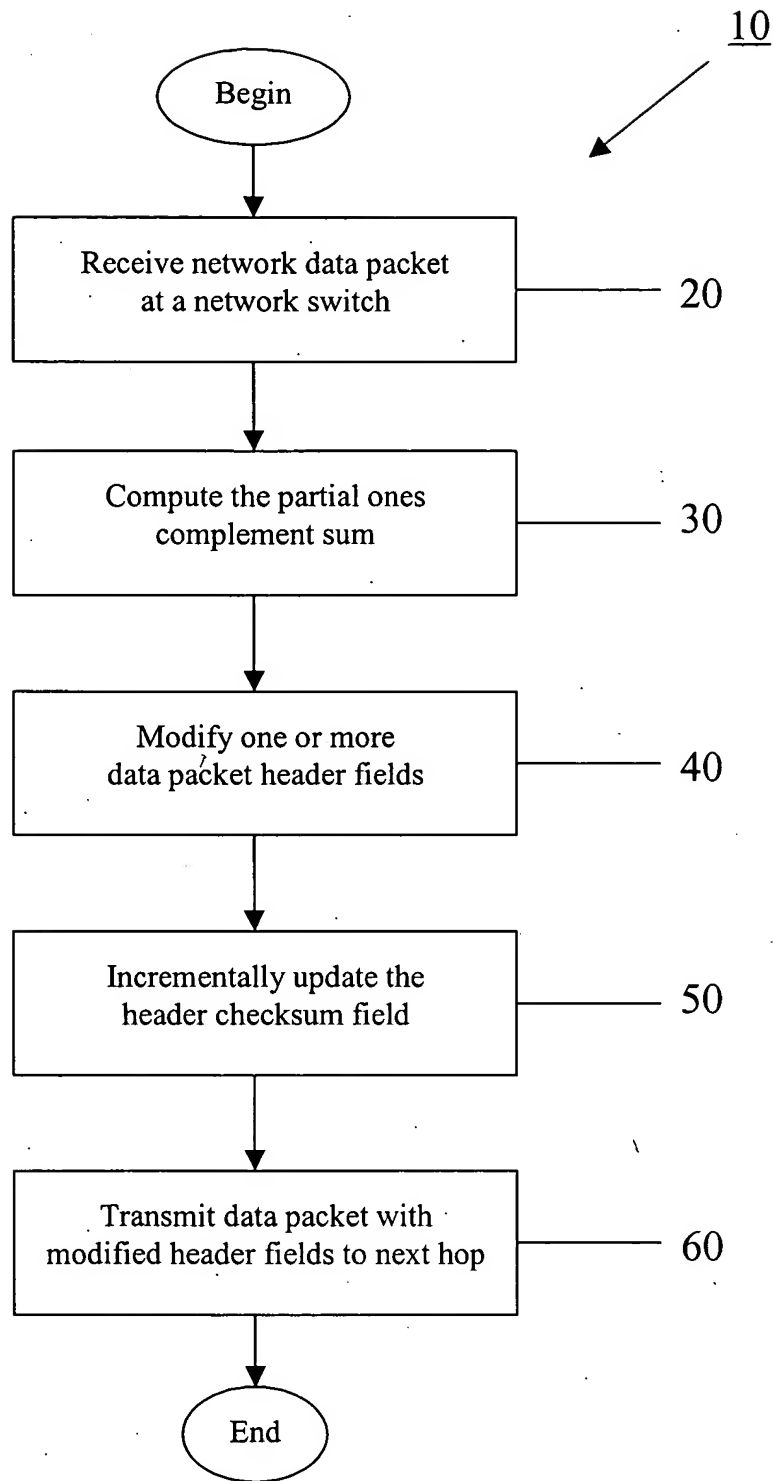 10
Begin
Receive network data packet
at a network switch
20
Compute the partial ones
complement sum
30
Modify one or more
data packet header fields
40
Incrementally update the
header checksum field
50
Transmit data packet with
modified header fields to next hop
60
End